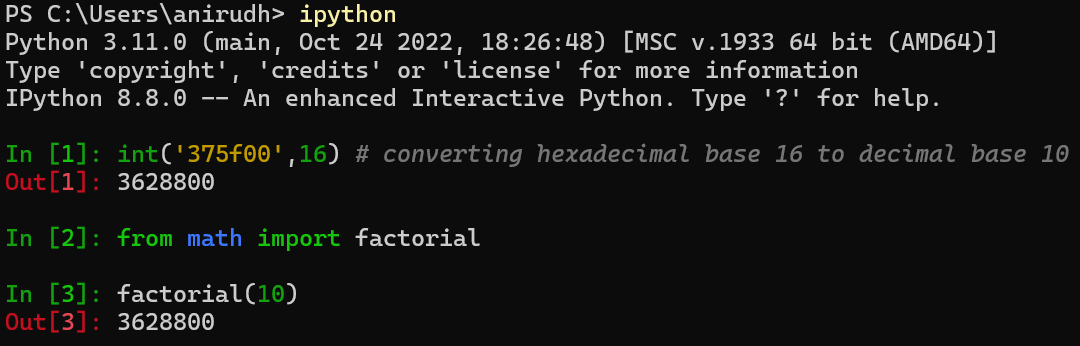 PS C:\Users\anirudh> ipython
Python 3.11.0 (main, Oct 24 2022, 18:26:48) [MSC v.1933 64 bit (AMD64)]
Type 'copyright', 'credits' or 'license' for more information
IPython 8.8.0 -- An enhanced Interactive Python. Type '?' for help.
In [1]: int('375f00',16) # converting hexadecimal base 16 to decimal base 10
Out[1]: 3628800
In [2]: from math import factorial
In [3]: factorial(10)
Out[3]: 3628800